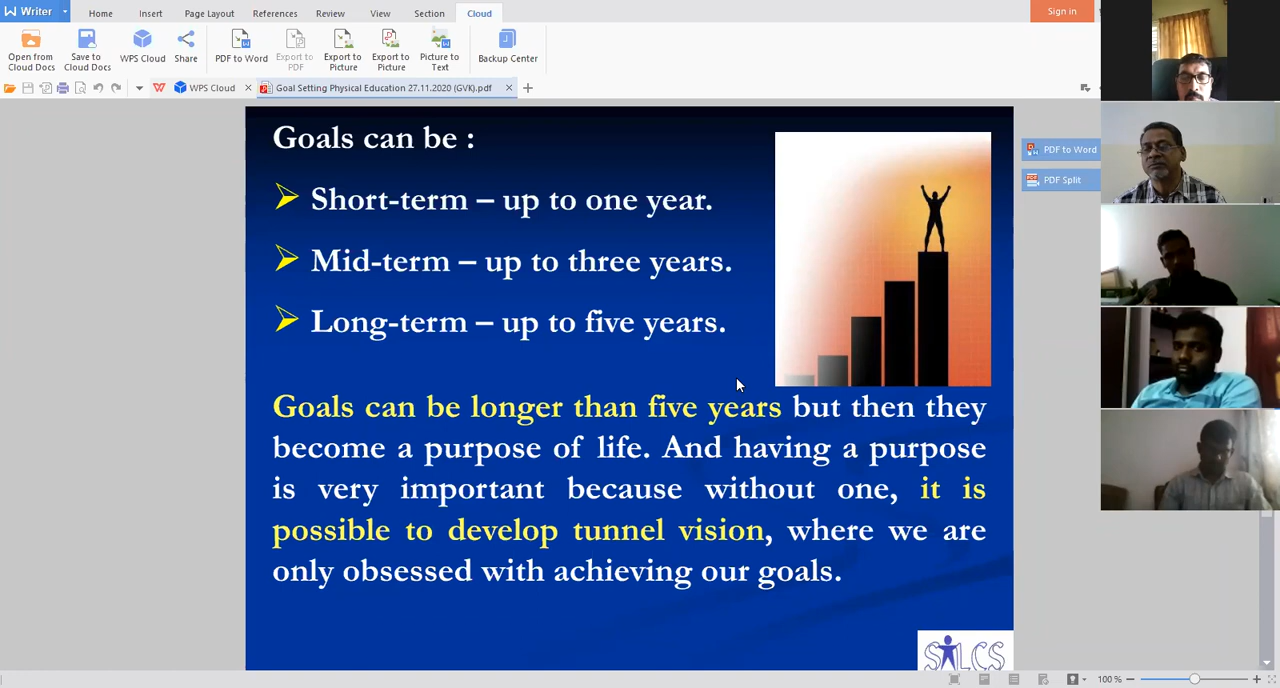 Writer
Home Insert Page Layout References Review View Section Cloud
Sign in
Open from Cloud Docs
Save to Cloud Docs
WPS Cloud
Share
PDF to Word
Export to PDF
Export to Picture
Export to Picture
Picture to Text
Backup Center
WPS Cloud
Goal Setting Physical Education 27.11.2020 (GVK).pdf
Goals can be :
Short-term – up to one year.
Mid-term – up to three years.
Long-term – up to five years.
Goals can be longer than five years but then they
become a purpose of life. And having a purpose
is very important because without one, it is
possible to develop tunnel vision, where we are
only obsessed with achieving our goals.
PDF to Word
PDF Split
SALCS
100 %